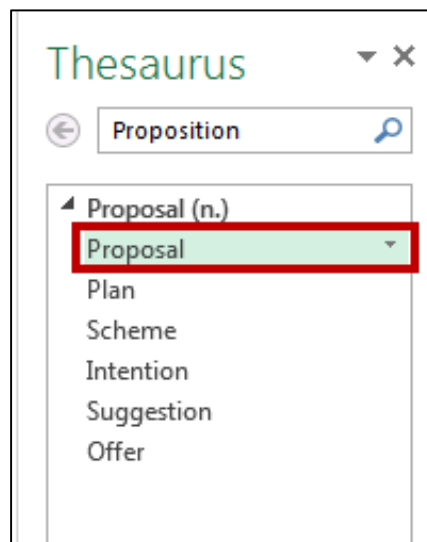 Thesaurus
Proposition
Proposal (n.)
Proposal
Plan
Scheme
Intention
Suggestion
Offer